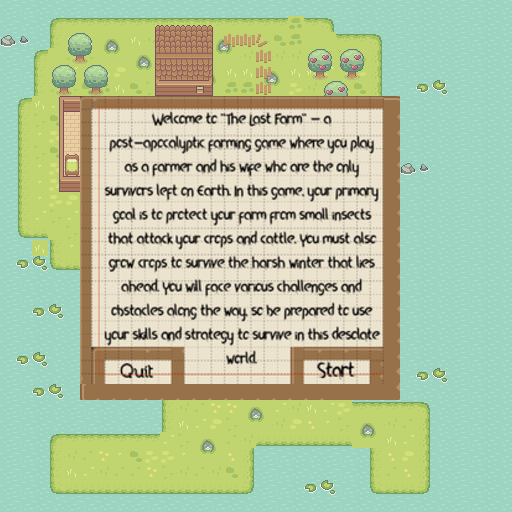 Welcome to "The Last Farm" – a
post-apocalyptic farming game where you play
as a farmer and his wife who are the only
survivors left on Earth. In this game, your primary
goal is to protect your farm from small insects
that attack your crops and cattle. You must also
grow crops to survive the harsh winter that lies
ahead. You will face various challenges and
obstacles along the way, so be prepared to use
your skills and strategy to survive in this desolate
world.
Quit
Start